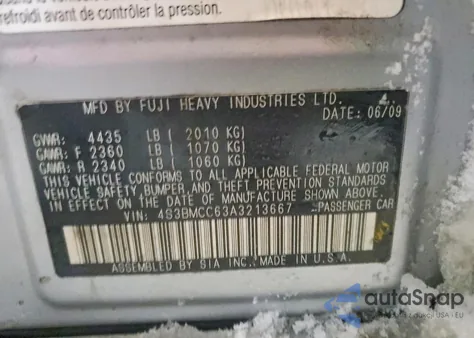 refroidi avant de contrôler la pression.
MFD BY FUJI HEAVY INDUSTRIES LTD.
DATE: 06/09
GVWR: 4435 LB ( 2010 KG)
GAWR: F 2360 LB ( 1070 KG)
GAWR: R 2340 LB ( 1060 KG)
THIS VEHICLE CONFORMS TO ALL APPLICABLE FEDERAL MOTOR
VEHICLE SAFETY, BUMPER, AND THEFT PREVENTION STANDARDS
IN EFFECT ON THE DATE OF MANUFACTURE SHOWN ABOVE.
VIN: 4S3BMCC63A3213667 PASSENGER CAR
ASSEMBLED BY SIA INC., MADE IN U.S.A.
autoSnap